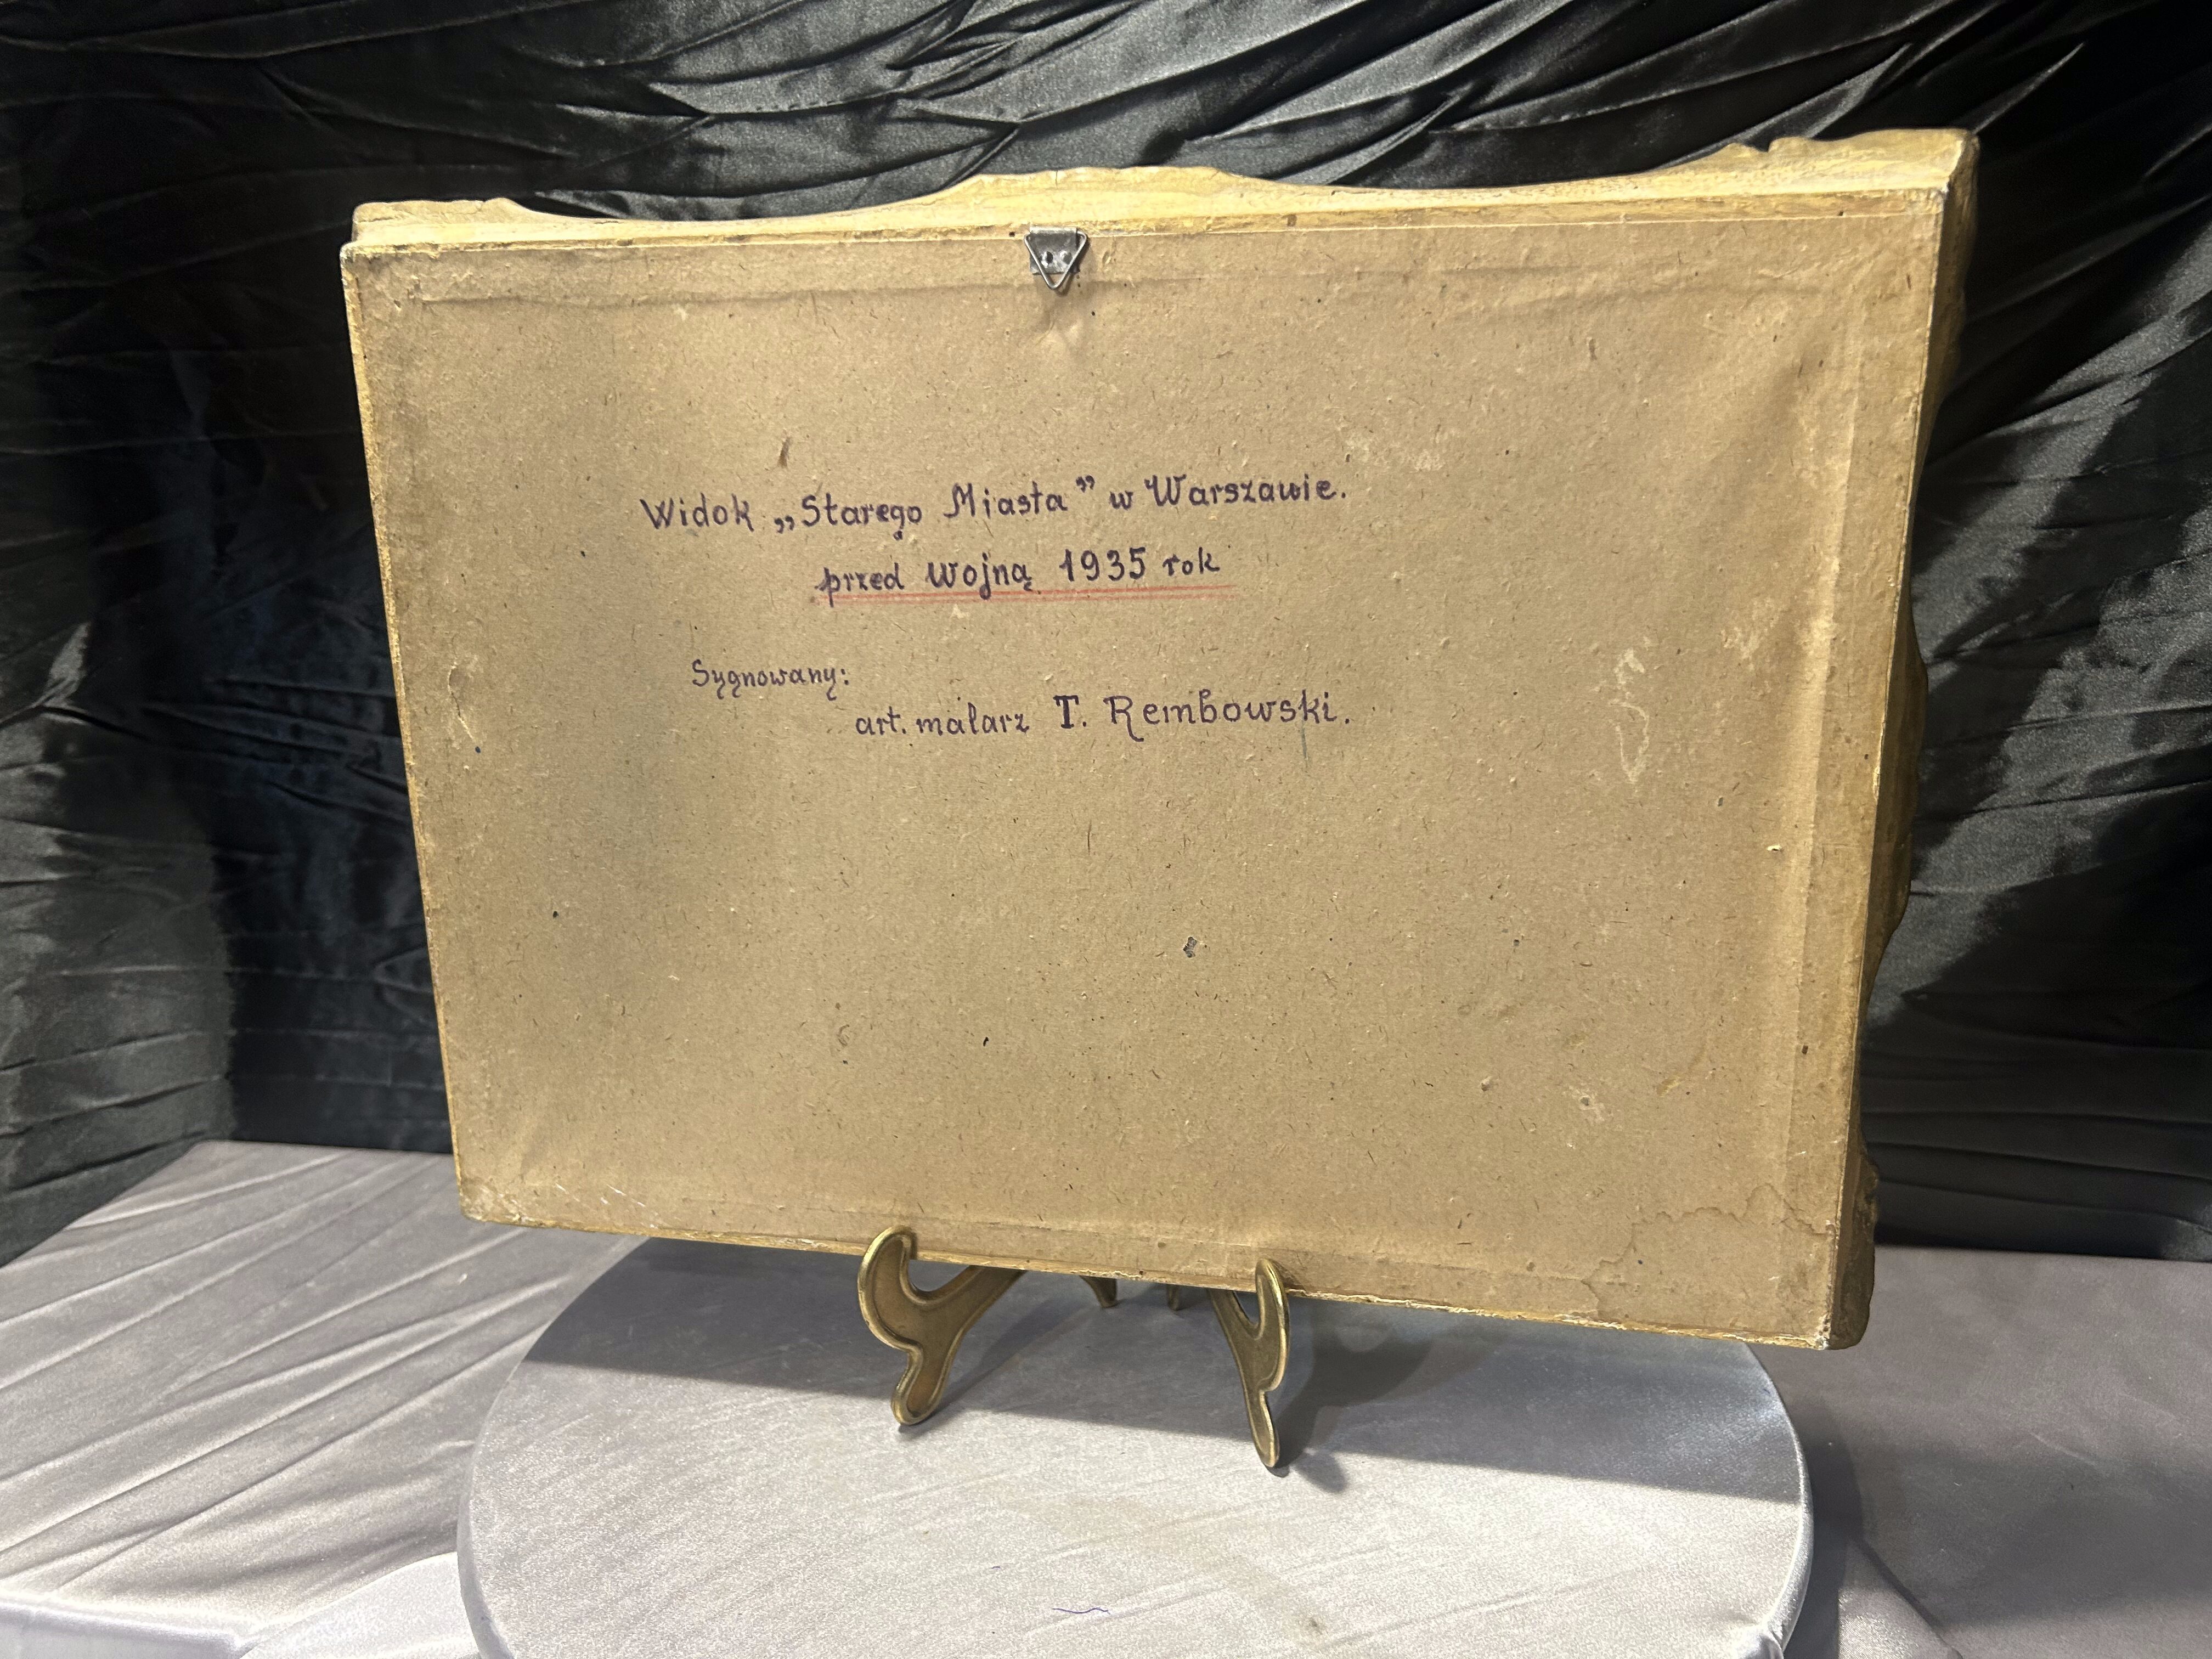 Widok „Starego Miasta” w Warszawie.
przed wojną 1935 rok
Sygnowany:
art. malarz T. Rembowski.